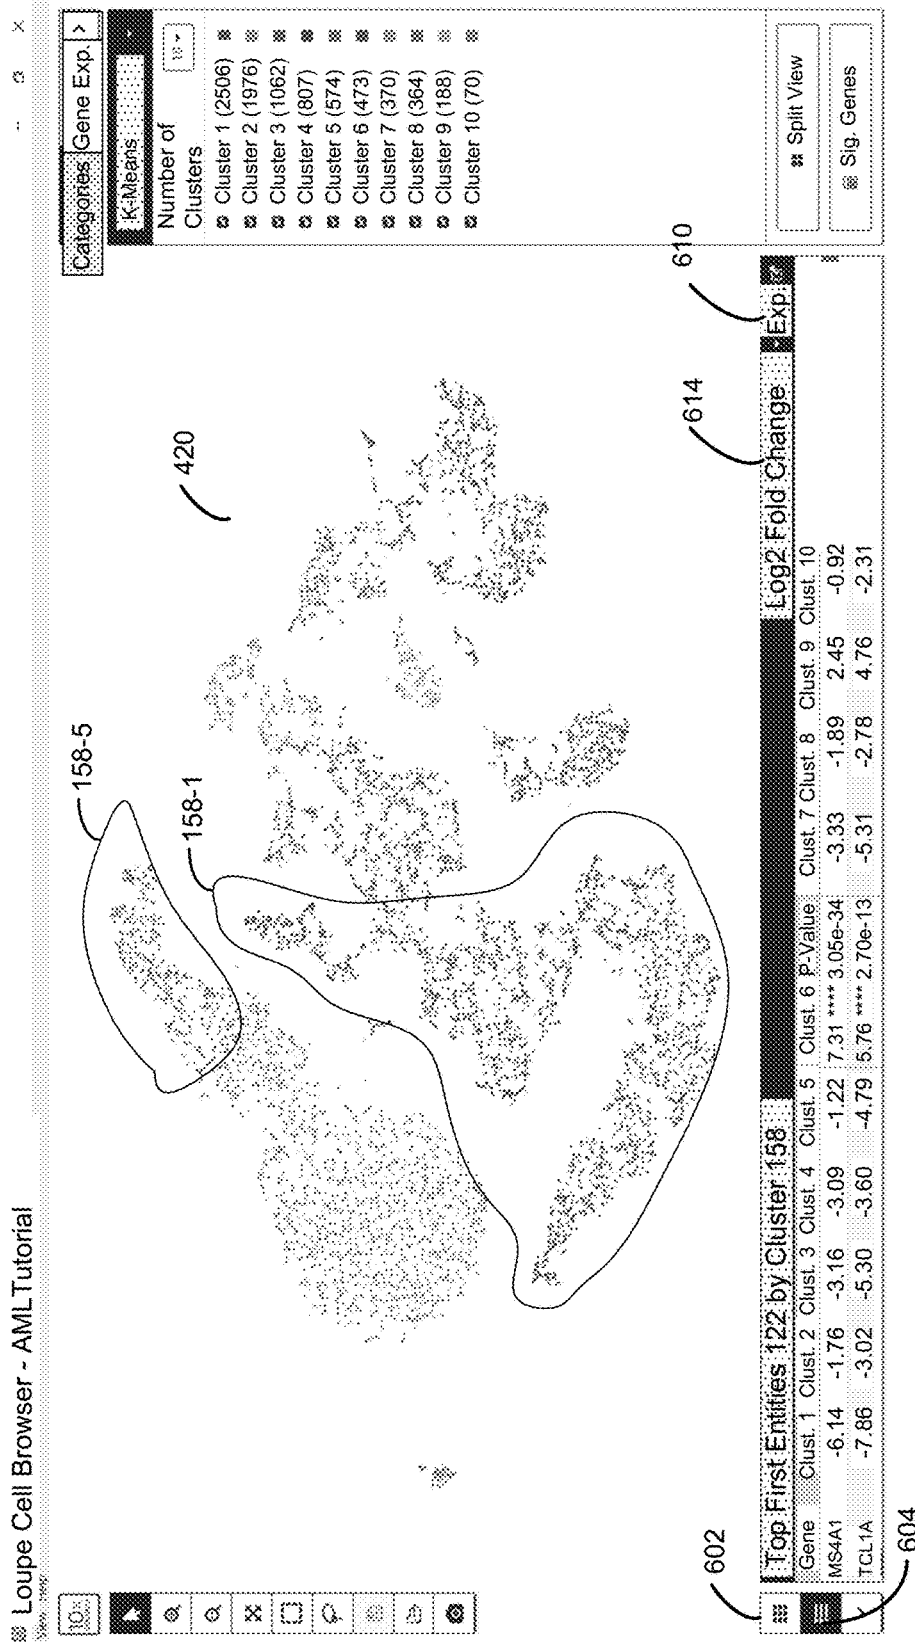 Loupe Cell Browser - AMLTutorial
10x
Categories Gene Exp. >
K-Means
Number of
Clusters
10
Cluster 1 (2506)
Cluster 2 (1976)
Cluster 3 (1062)
Cluster 4 (807)
Cluster 5 (574)
Cluster 6 (473)
Cluster 7 (370)
Cluster 8 (364)
Cluster 9 (188)
Cluster 10 (70)
Split View
Sig. Genes
158-5
158-1
420
602
604
614
610
Top First Entities 122 by Cluster 158 Log2 Fold Change Exp.
Gene Clust. 1 Clust. 2 Clust. 3 Clust. 4 Clust. 5 Clust. 6 P-Value Clust. 7 Clust. 8 Clust. 9 Clust. 10
MS4A1 -6.14 -1.76 -3.16 -3.09 -1.22 7.31 **** 3.05e-34 -3.33 -1.89 2.45 -0.92
TCL1A -7.86 -3.02 -5.30 -3.60 -4.79 5.76 **** 2.70e-13 -5.31 -2.78 4.76 -2.31